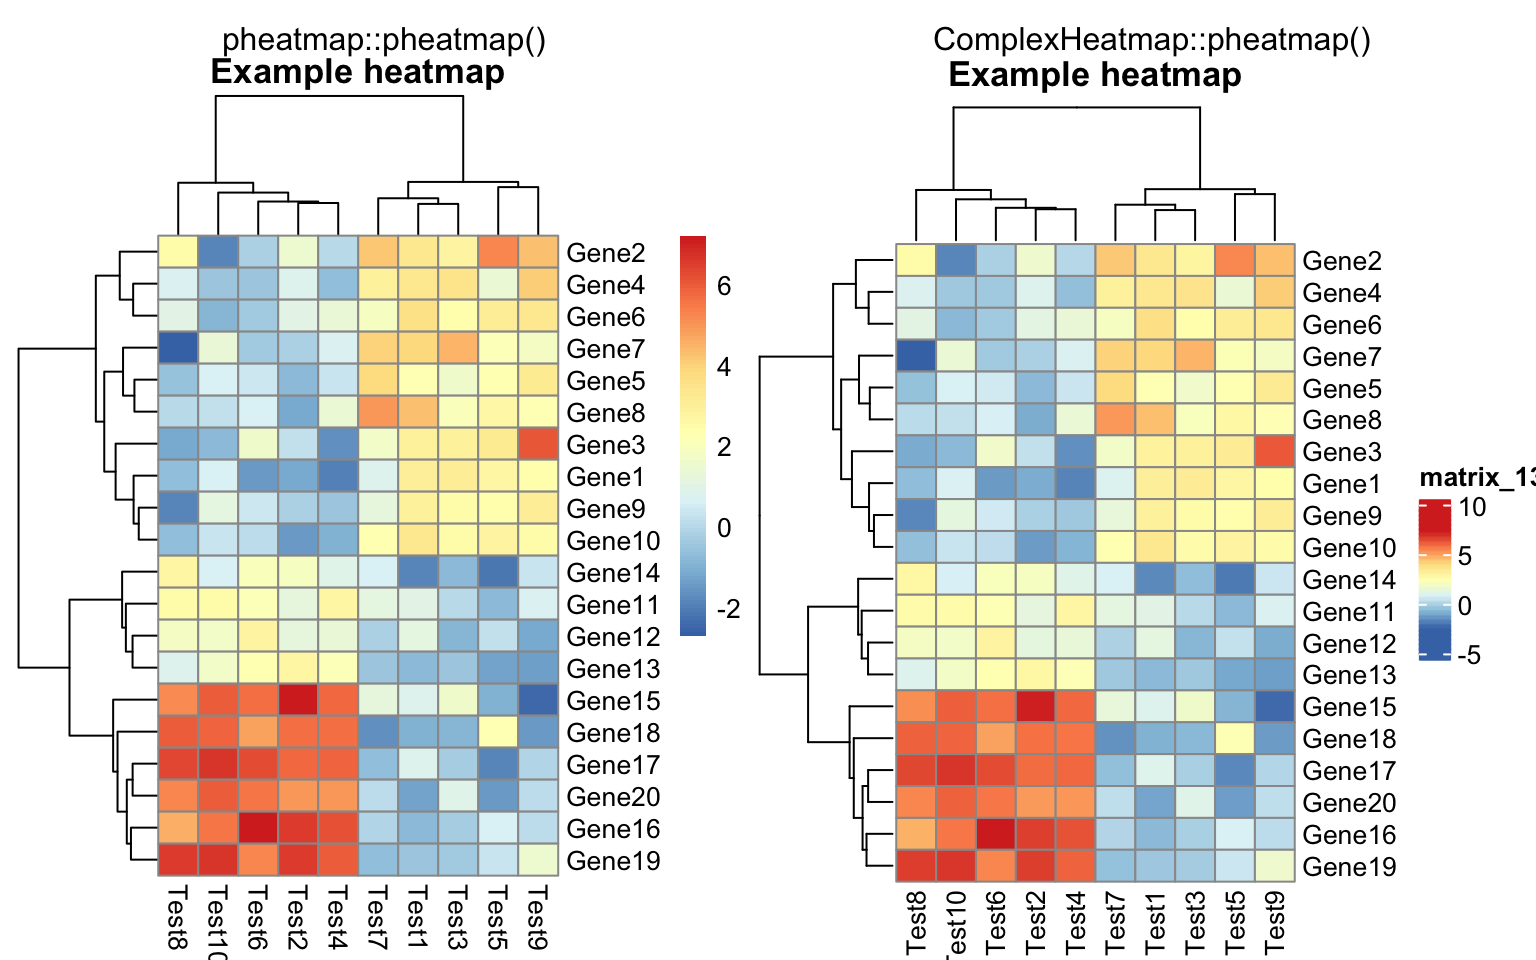 pheatmap::pheatmap()
Example heatmap
Gene2
Gene4
Gene6
Gene7
Gene5
Gene8
Gene3
Gene1
Gene9
Gene10
Gene14
Gene11
Gene12
Gene13
Gene15
Gene18
Gene17
Gene20
Gene16
Gene19
6
4
2
0
-2
Test8
Test10
Test6
Test2
Test4
Test7
Test1
Test3
Test5
Test9
ComplexHeatmap::pheatmap()
Example heatmap
Gene2
Gene4
Gene6
Gene7
Gene5
Gene8
Gene3
Gene1
Gene9
Gene10
Gene14
Gene11
Gene12
Gene13
Gene15
Gene18
Gene17
Gene20
Gene16
Gene19
matrix_13
10
5
0
-5
Test8
Test10
Test6
Test2
Test4
Test7
Test1
Test3
Test5
Test9